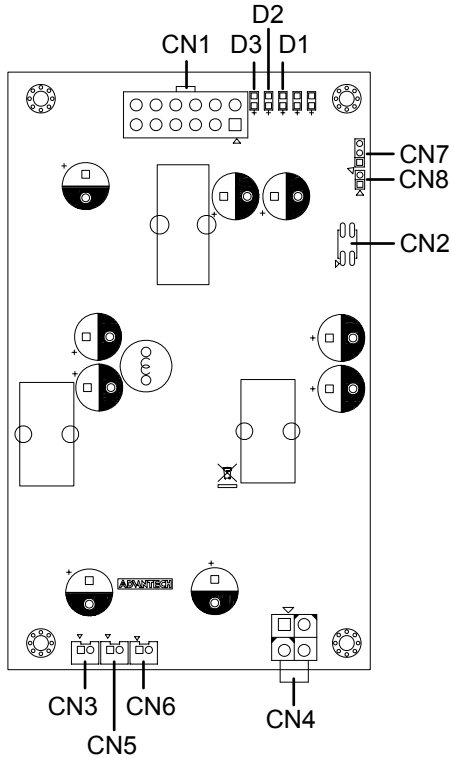 D2
CN1 D3 D1
CN7
CN8
CN2
ADVANTECH
CN3 CN6 CN4
CN5